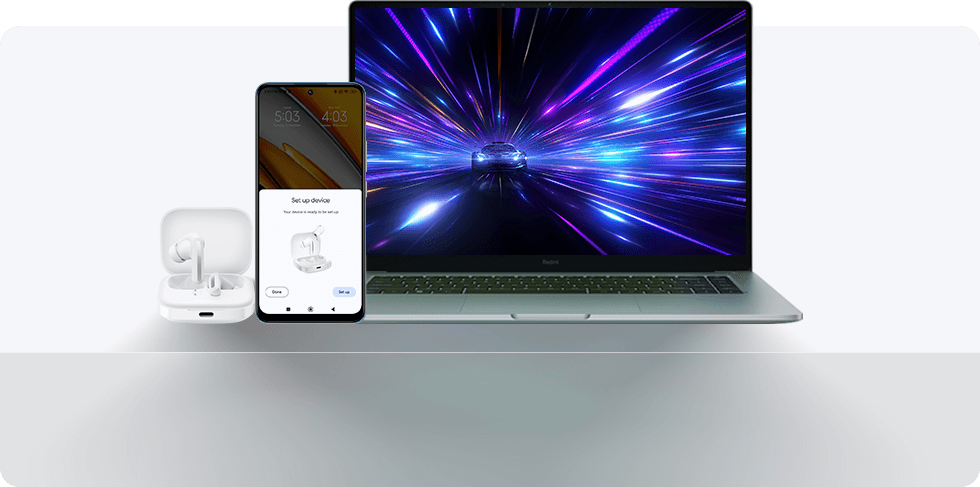 5:03 4:03
Set up device
Your device is ready to be set up
Done Set up
Redmi